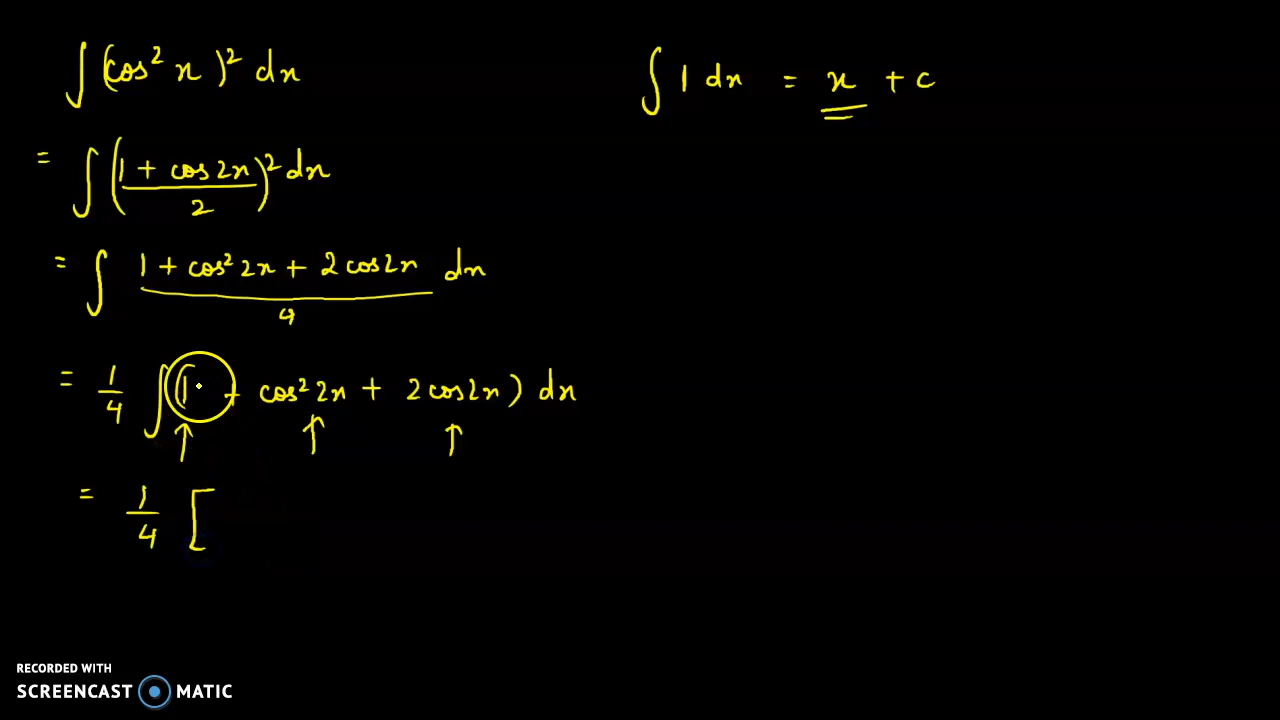 ∫ (cos² x)² dx
= ∫ ((1 + cos 2x)/2)² dx
= ∫ (1 + cos² 2x + 2 cos 2x)/4 dx
= 1/4 ∫ (1 + cos² 2x + 2 cos 2x) dx
↑ ↑ ↑
= 1/4 [
∫ 1 dx = x + c
RECORDED WITH
SCREENCAST MATIC